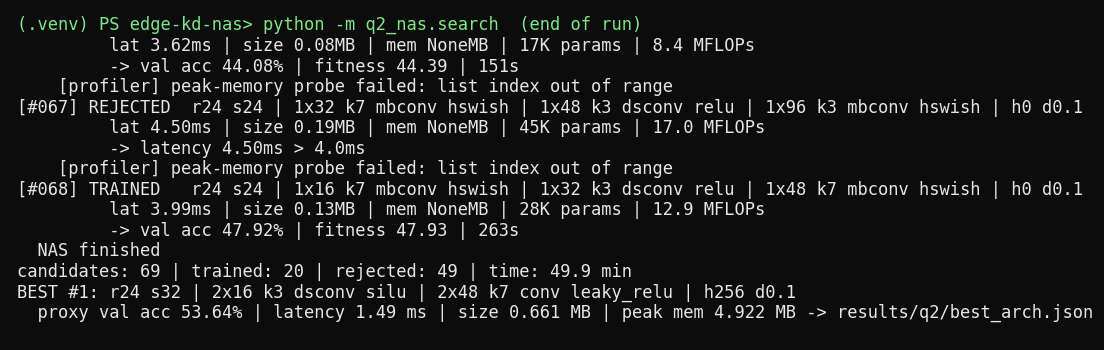 (.venv) PS edge-kd-nas> python -m q2_nas.search  (end of run)
         lat 3.62ms | size 0.08MB | mem NoneMB | 17K params | 8.4 MFLOPs
         -> val acc 44.08% | fitness 44.39 | 151s
    [profiler] peak-memory probe failed: list index out of range
[#067] REJECTED  r24 s24 | 1x32 k7 mbconv hswish | 1x48 k3 dsconv relu | 1x96 k3 mbconv hswish | h0 d0.1
         lat 4.50ms | size 0.19MB | mem NoneMB | 45K params | 17.0 MFLOPs
         -> latency 4.50ms > 4.0ms
    [profiler] peak-memory probe failed: list index out of range
[#068] TRAINED   r24 s24 | 1x16 k7 mbconv hswish | 1x32 k3 dsconv relu | 1x48 k7 mbconv hswish | h0 d0.1
         lat 3.99ms | size 0.13MB | mem NoneMB | 28K params | 12.9 MFLOPs
         -> val acc 47.92% | fitness 47.93 | 263s
  NAS finished
candidates: 69 | trained: 20 | rejected: 49 | time: 49.9 min
BEST #1: r24 s32 | 2x16 k3 dsconv silu | 2x48 k7 conv leaky_relu | h256 d0.1
  proxy val acc 53.64% | latency 1.49 ms | size 0.661 MB | peak mem 4.922 MB -> results/q2/best_arch.json